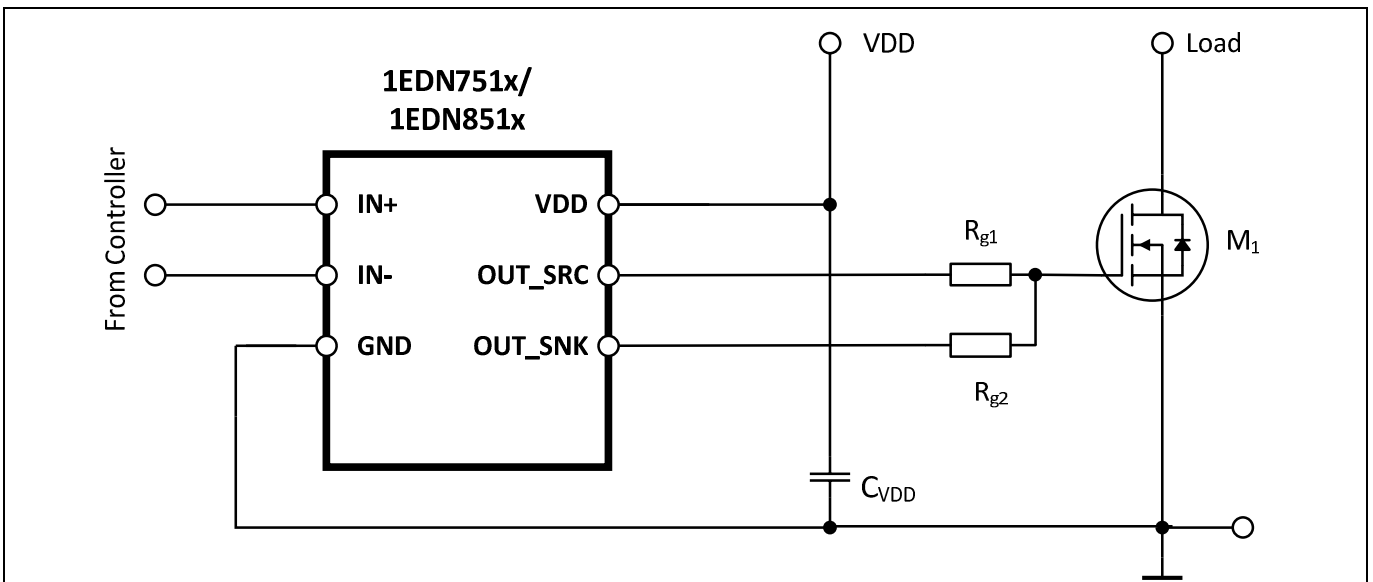 1EDN751x/
1EDN851x
VDD
Load
From Controller
IN+
VDD
IN-
OUT_SRC
GND
OUT_SNK
Rg1
M1
Rg2
CVDD